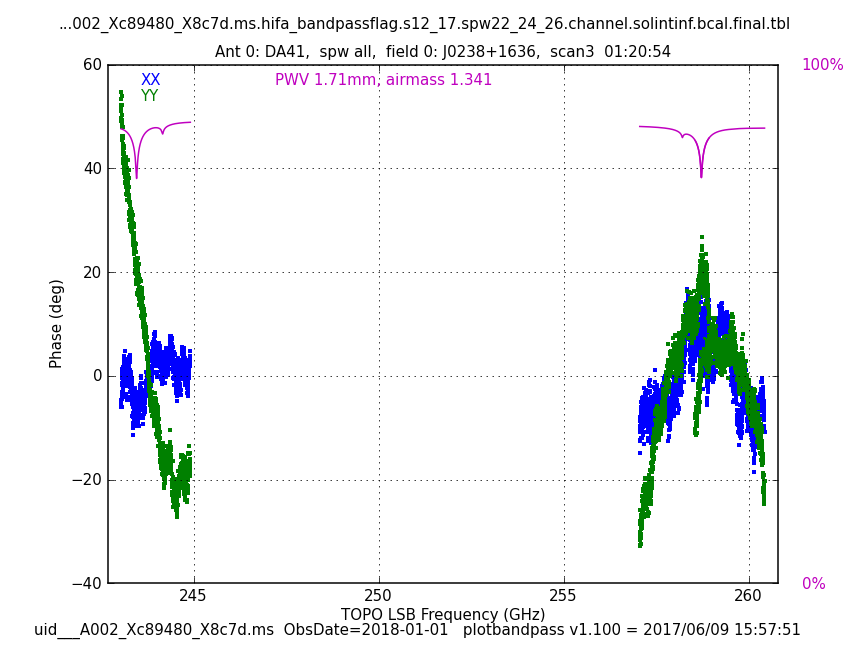 ...002_Xc89480_X8c7d.ms.hifa_bandpassflag.s12_17.spw22_24_26.channel.solintinf.bcal.final.tbl
Ant 0: DA41,  spw all,  field 0: J0238+1636,  scan3  01:20:54
60
XX
PWV 1.71mm, airmass 1.341
100%
YY
40
20
Phase (deg)
0
−20
−40
0%
245
250
255
260
TOPO LSB Frequency (GHz)
uid___A002_Xc89480_X8c7d.ms  ObsDate=2018-01-01   plotbandpass v1.100 = 2017/06/09 15:57:51